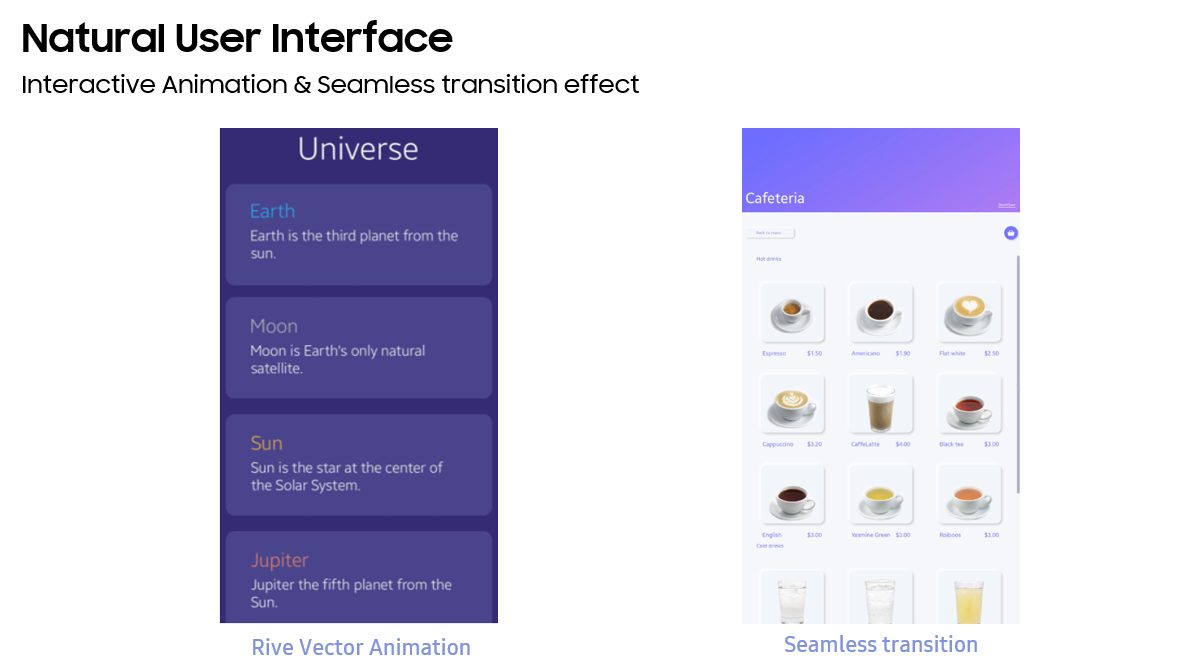 Natural User Interface
Interactive Animation & Seamless transition effect
Universe
Earth
Earth is the third planet from the
sun.
Moon
Moon is Earth's only natural
satellite.
Sun
Sun is the star at the center of
the Solar System.
Jupiter
Jupiter the fifth planet from the
Sun.
Rive Vector Animation
Cafeteria
Hot drinks
Espresso $1.50 Americano $1.90 Flat white $2.50
Cappuccino $3.20 CaffeLatte $4.00 Black tea $3.00
English $3.00 Yasmine Green $3.00 Roiboos $3.00
Cold drinks
Seamless transition